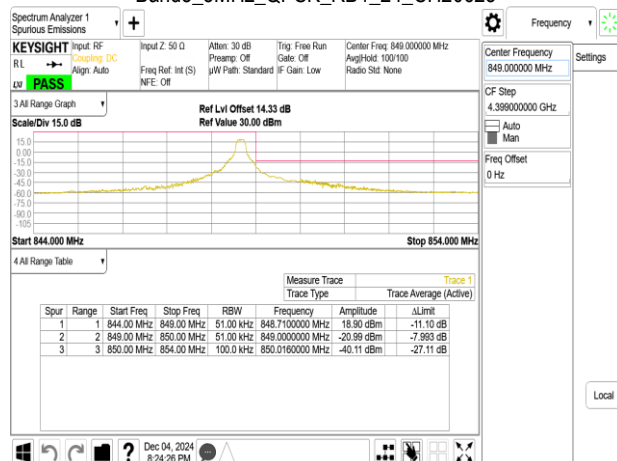 Spectrum Analyzer 1
Spurious Emissions
Frequency
KEYSIGHT Input: RF
Coupling: DC
Align: Auto
RL
LXI PASS
Input Z: 50 Ω
Freq Ref: Int (S)
NFE: Off
Atten: 30 dB
Preamp: Off
µW Path: Standard
Trig: Free Run
Gate: Off
IF Gain: Low
Center Freq: 849.000000 MHz
Avg|Hold: 100/100
Radio Std: None
Center Frequency
849.000000 MHz
Settings
CF Step
4.399000000 GHz
Auto
Man
Freq Offset
0 Hz
Local
3 All Range Graph
Ref Lvl Offset 14.33 dB
Scale/Div 15.0 dB
Ref Value 30.00 dBm
15.0
0.00
-15.0
-30.0
-45.0
-60.0
-75.0
-90.0
-105
Start 844.000 MHz
Stop 854.000 MHz
4 All Range Table
Measure Trace Trace 1
Trace Type Trace Average (Active)
Spur Range Start Freq Stop Freq RBW Frequency Amplitude ΔLimit
1 1 844.00 MHz 849.00 MHz 51.00 kHz 848.7100000 MHz 18.90 dBm -11.10 dB
2 2 849.00 MHz 850.00 MHz 51.00 kHz 849.0000000 MHz -20.99 dBm -7.993 dB
3 3 850.00 MHz 854.00 MHz 100.0 kHz 850.0160000 MHz -40.11 dBm -27.11 dB
Dec 04, 2024
8:24:26 PM